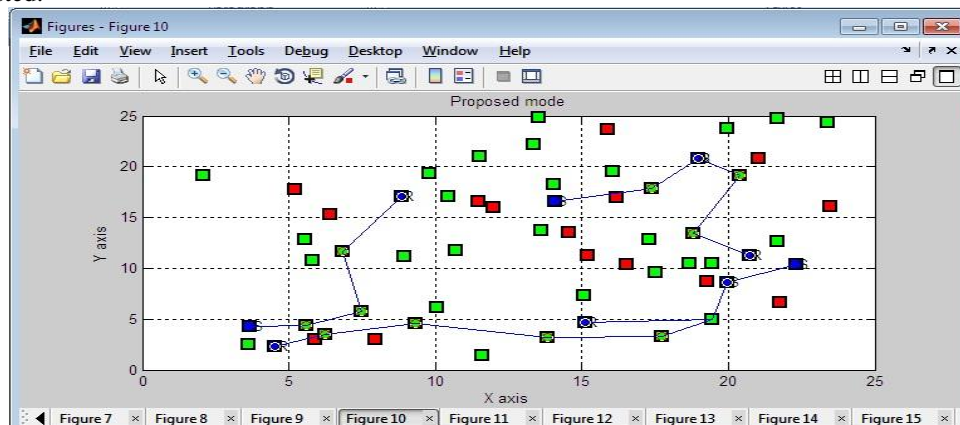 Figures - Figure 10
File Edit View Insert Tools Debug Desktop Window Help
Proposed mode
25
20
15
10
5
0
Y axis
R
S
S
R
S
R
S
R
0 5 10 15 20 25
X axis
Figure 7 Figure 8 Figure 9 Figure 10 Figure 11 Figure 12 Figure 13 Figure 14 Figure 15